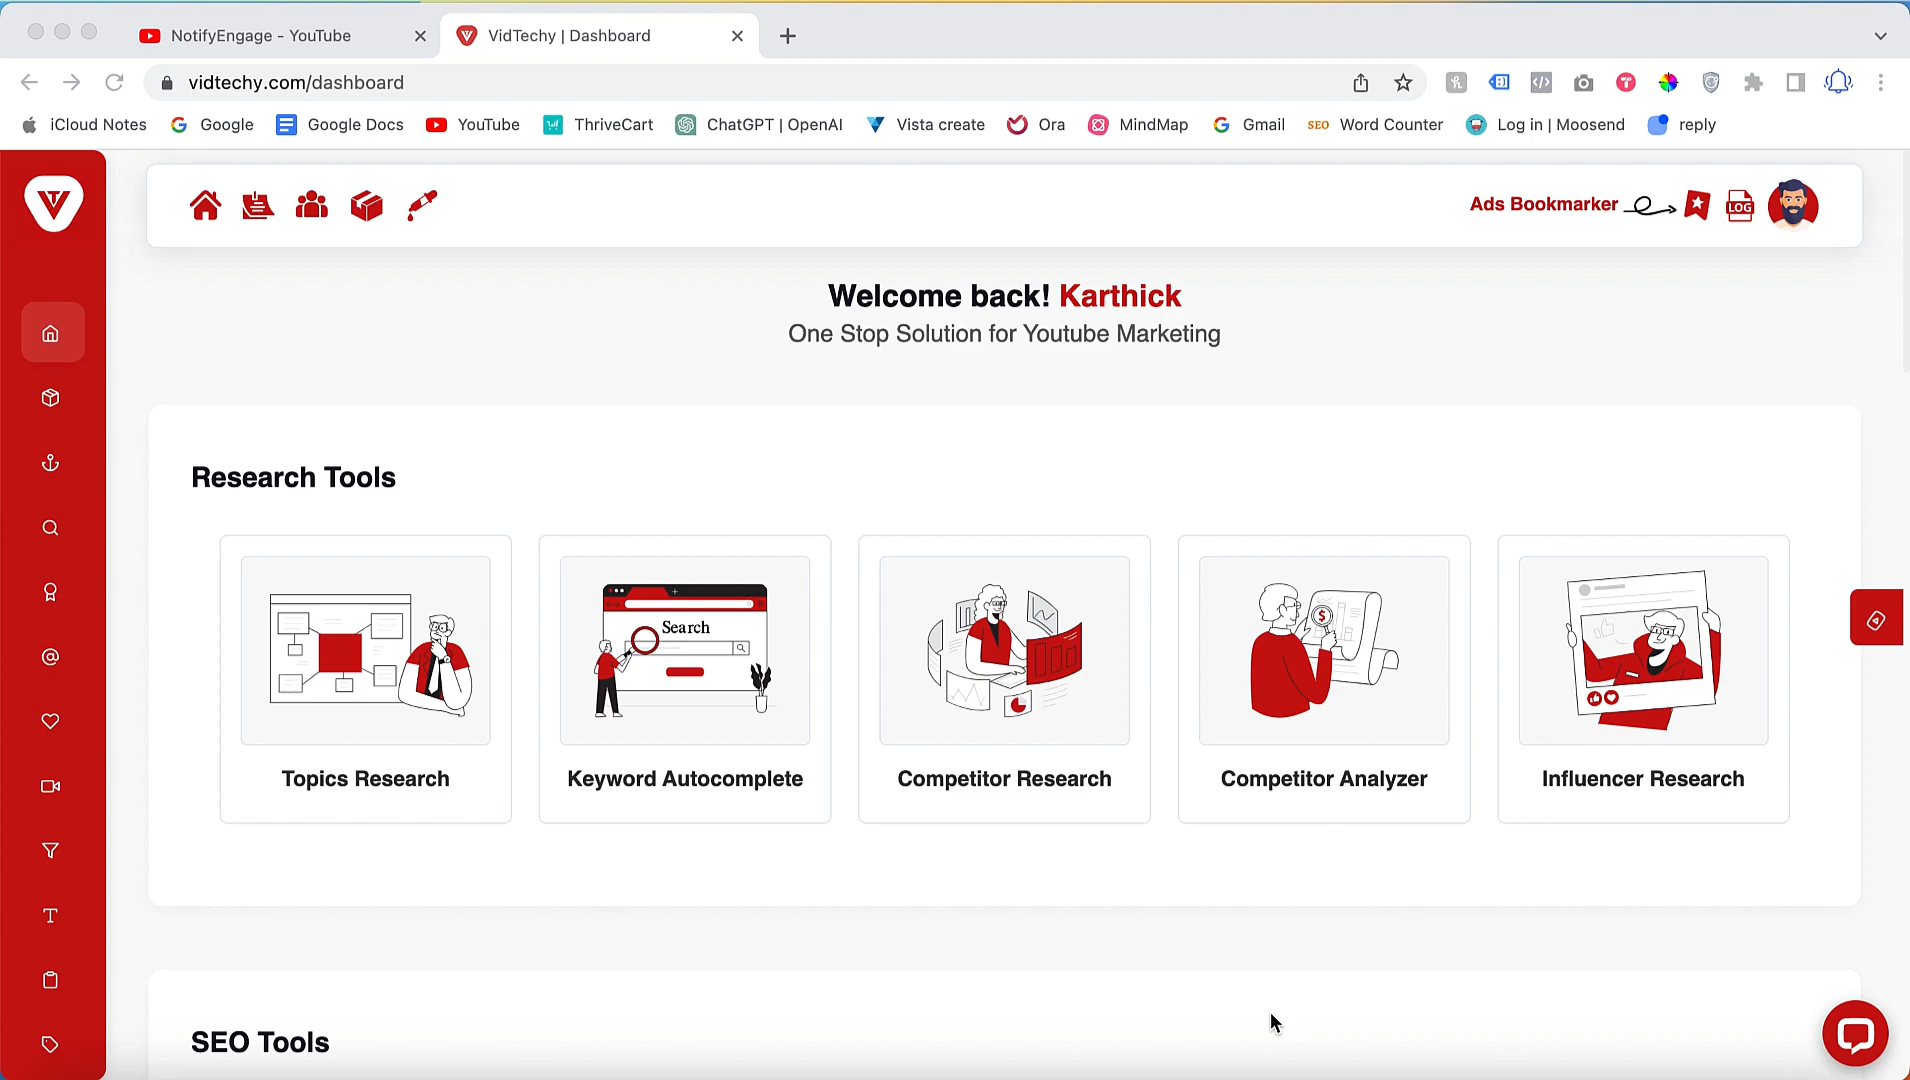 NotifyEngage - YouTube
VidTechy | Dashboard
vidtechy.com/dashboard
iCloud Notes
Google
Google Docs
YouTube
ThriveCart
ChatGPT | OpenAI
Vista create
Ora
MindMap
Gmail
SEO
Word Counter
Log in | Moosend
reply
Ads Bookmarker
LOG
Welcome back! Karthick
One Stop Solution for Youtube Marketing
Research Tools
Search
Topics Research
Keyword Autocomplete
Competitor Research
Competitor Analyzer
Influencer Research
SEO Tools